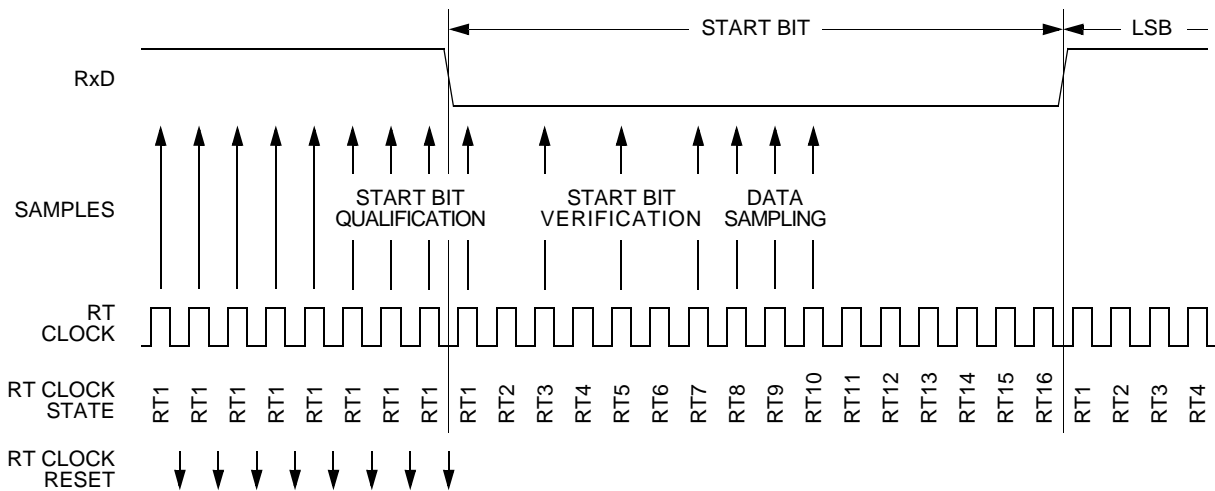 START BIT
LSB
RxD
SAMPLES
START BIT
QUALIFICATION
START BIT
VERIFICATION
DATA
SAMPLING
RT
CLOCK
RT CLOCK
STATE
RT1 RT1 RT1 RT1 RT1 RT1 RT1 RT1 RT1 RT2 RT3 RT4 RT5 RT6 RT7 RT8 RT9 RT10 RT11 RT12 RT13 RT14 RT15 RT16 RT1 RT2 RT3 RT4
RT CLOCK
RESET